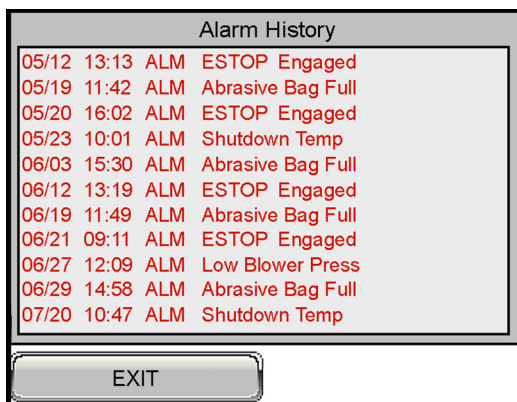 Alarm History
05/12 13:13 ALM ESTOP Engaged
05/19 11:42 ALM Abrasive Bag Full
05/20 16:02 ALM ESTOP Engaged
05/23 10:01 ALM Shutdown Temp
06/03 15:30 ALM Abrasive Bag Full
06/12 13:19 ALM ESTOP Engaged
06/19 11:49 ALM Abrasive Bag Full
06/21 09:11 ALM ESTOP Engaged
06/27 12:09 ALM Low Blower Press
06/29 14:58 ALM Abrasive Bag Full
07/20 10:47 ALM Shutdown Temp
EXIT